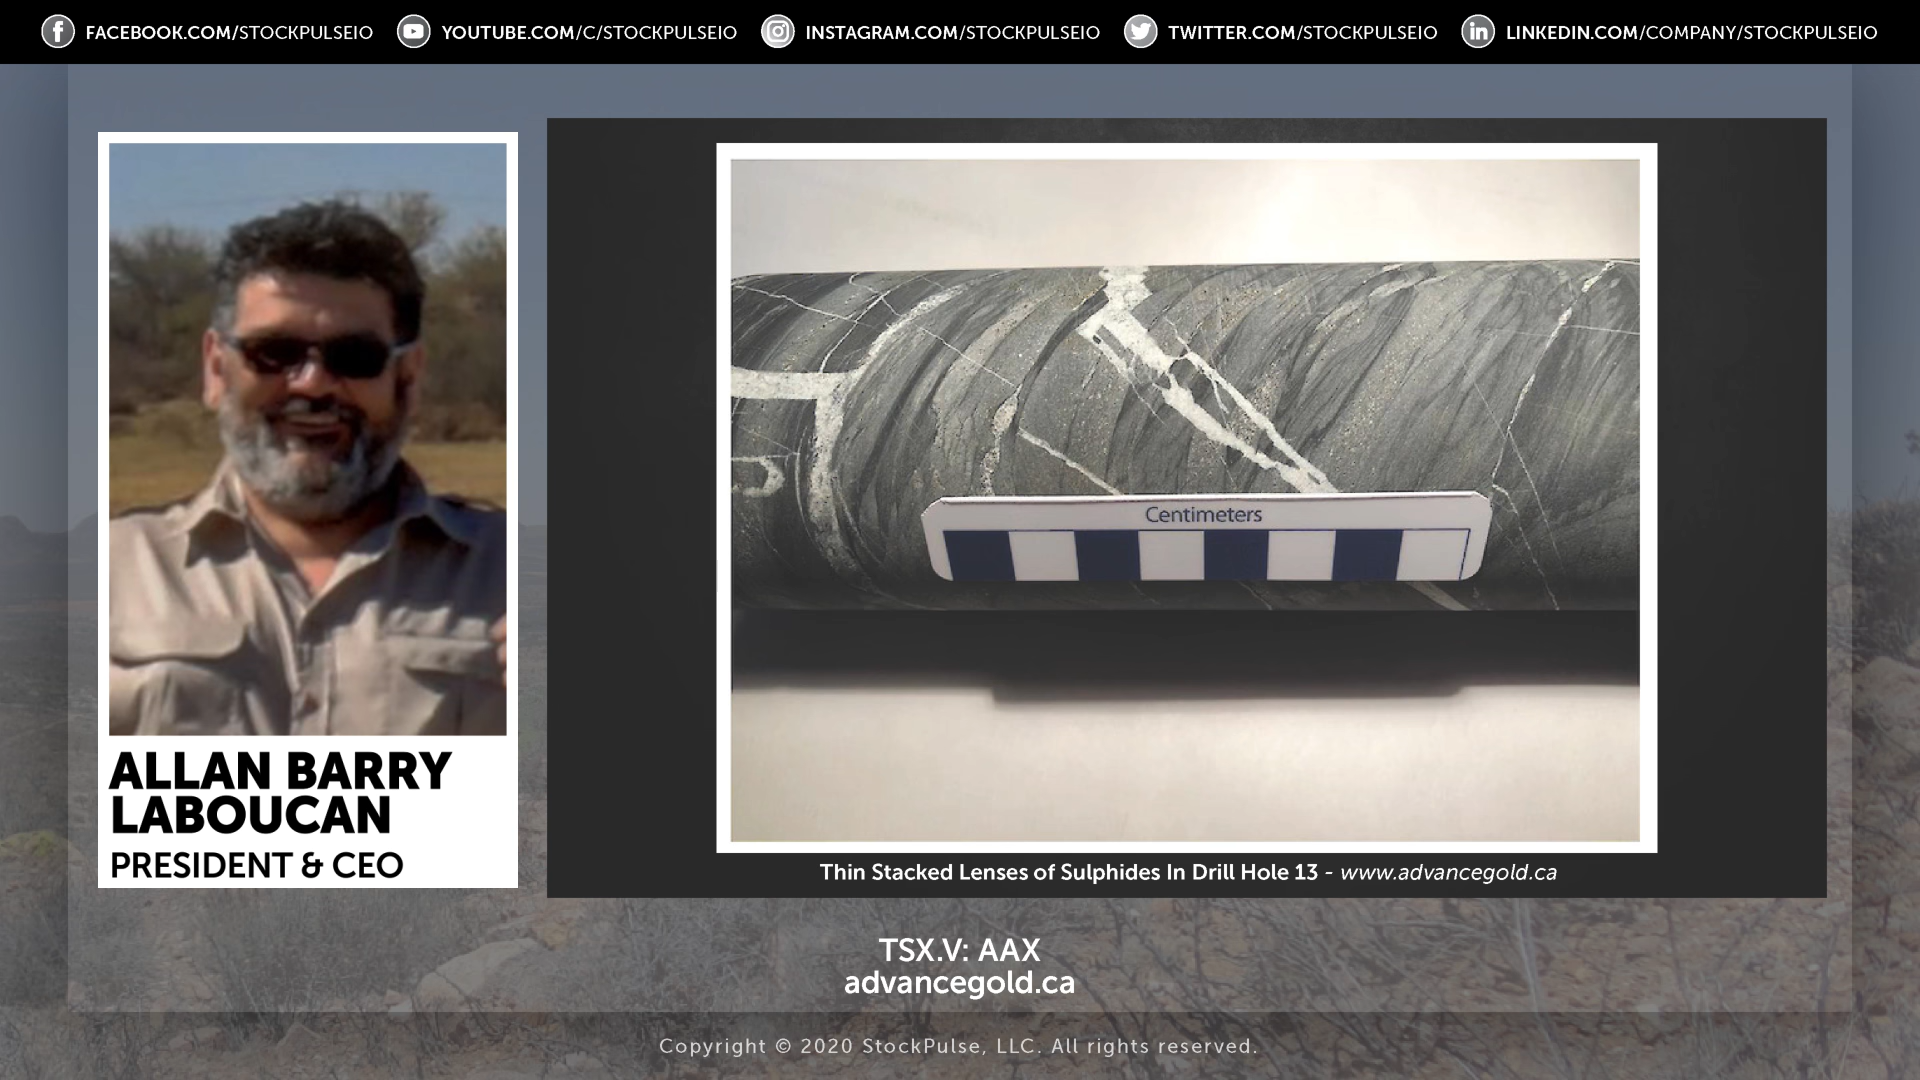 FACEBOOK.COM/STOCKPULSEIO YOUTUBE.COM/C/STOCKPULSEIO INSTAGRAM.COM/STOCKPULSEIO TWITTER.COM/STOCKPULSEIO LINKEDIN.COM/COMPANY/STOCKPULSEIO
ALLAN BARRY
LABOUCAN
PRESIDENT & CEO
Centimeters
Thin Stacked Lenses of Sulphides In Drill Hole 13 - www.advancegold.ca
TSX.V: AAX
advancegold.ca
Copyright © 2020 StockPulse, LLC. All rights reserved.